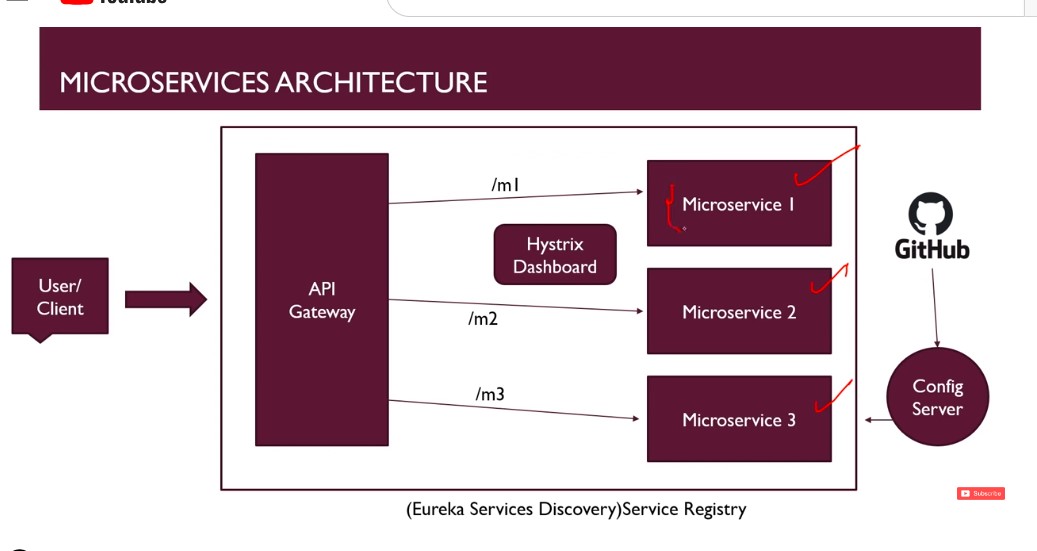 YouTube
MICROSERVICES ARCHITECTURE
User/
Client
API
Gateway
/m1
/m2
/m3
Hystrix
Dashboard
Microservice 1
Microservice 2
Microservice 3
GitHub
Config
Server
Subscribe
(Eureka Services Discovery)Service Registry